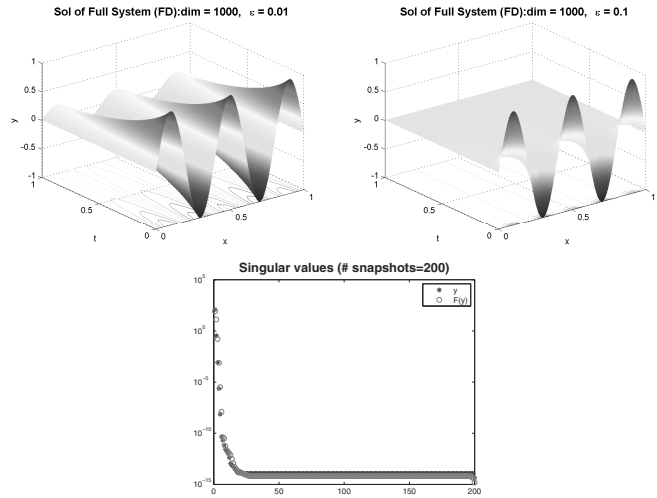 Sol of Full System (FD):dim = 1000, ε = 0.01
1
0.5
0
-0.5
-1
y
1
0.5
0
t
0
0.5
1
x
Sol of Full System (FD):dim = 1000, ε = 0.1
1
0.5
0
-0.5
-1
y
1
0.5
0
t
0
0.5
1
x
Singular values (# snapshots=200)
10^5
10^0
10^-5
10^-10
10^-15
0
50
100
150
200
y
F(y)